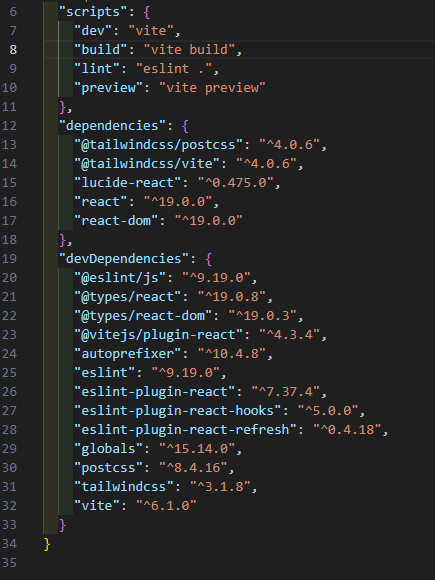 6 "scripts": {
7 "dev": "vite",
8 "build": "vite build",
9 "lint": "eslint .",
10 "preview": "vite preview"
11 },
12 "dependencies": {
13 "@tailwindcss/postcss": "^4.0.6",
14 "@tailwindcss/vite": "^4.0.6",
15 "lucide-react": "^0.475.0",
16 "react": "^19.0.0",
17 "react-dom": "^19.0.0"
18 },
19 "devDependencies": {
20 "@eslint/js": "^9.19.0",
21 "@types/react": "^19.0.8",
22 "@types/react-dom": "^19.0.3",
23 "@vitejs/plugin-react": "^4.3.4",
24 "autoprefixer": "^10.4.8",
25 "eslint": "^9.19.0",
26 "eslint-plugin-react": "^7.37.4",
27 "eslint-plugin-react-hooks": "^5.0.0",
28 "eslint-plugin-react-refresh": "^0.4.18",
29 "globals": "^15.14.0",
30 "postcss": "^8.4.16",
31 "tailwindcss": "^3.1.8",
32 "vite": "^6.1.0"
33 }
34 }
35